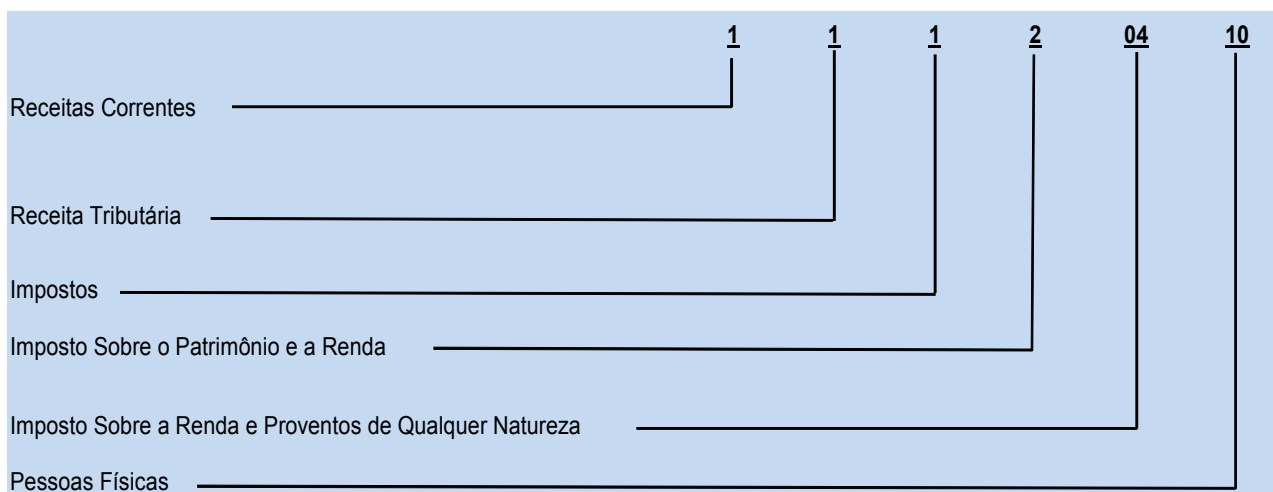 1 1 1 2 04 10
Receitas Correntes
Receita Tributária
Impostos
Imposto Sobre o Patrimônio e a Renda
Imposto Sobre a Renda e Proventos de Qualquer Natureza
Pessoas Físicas